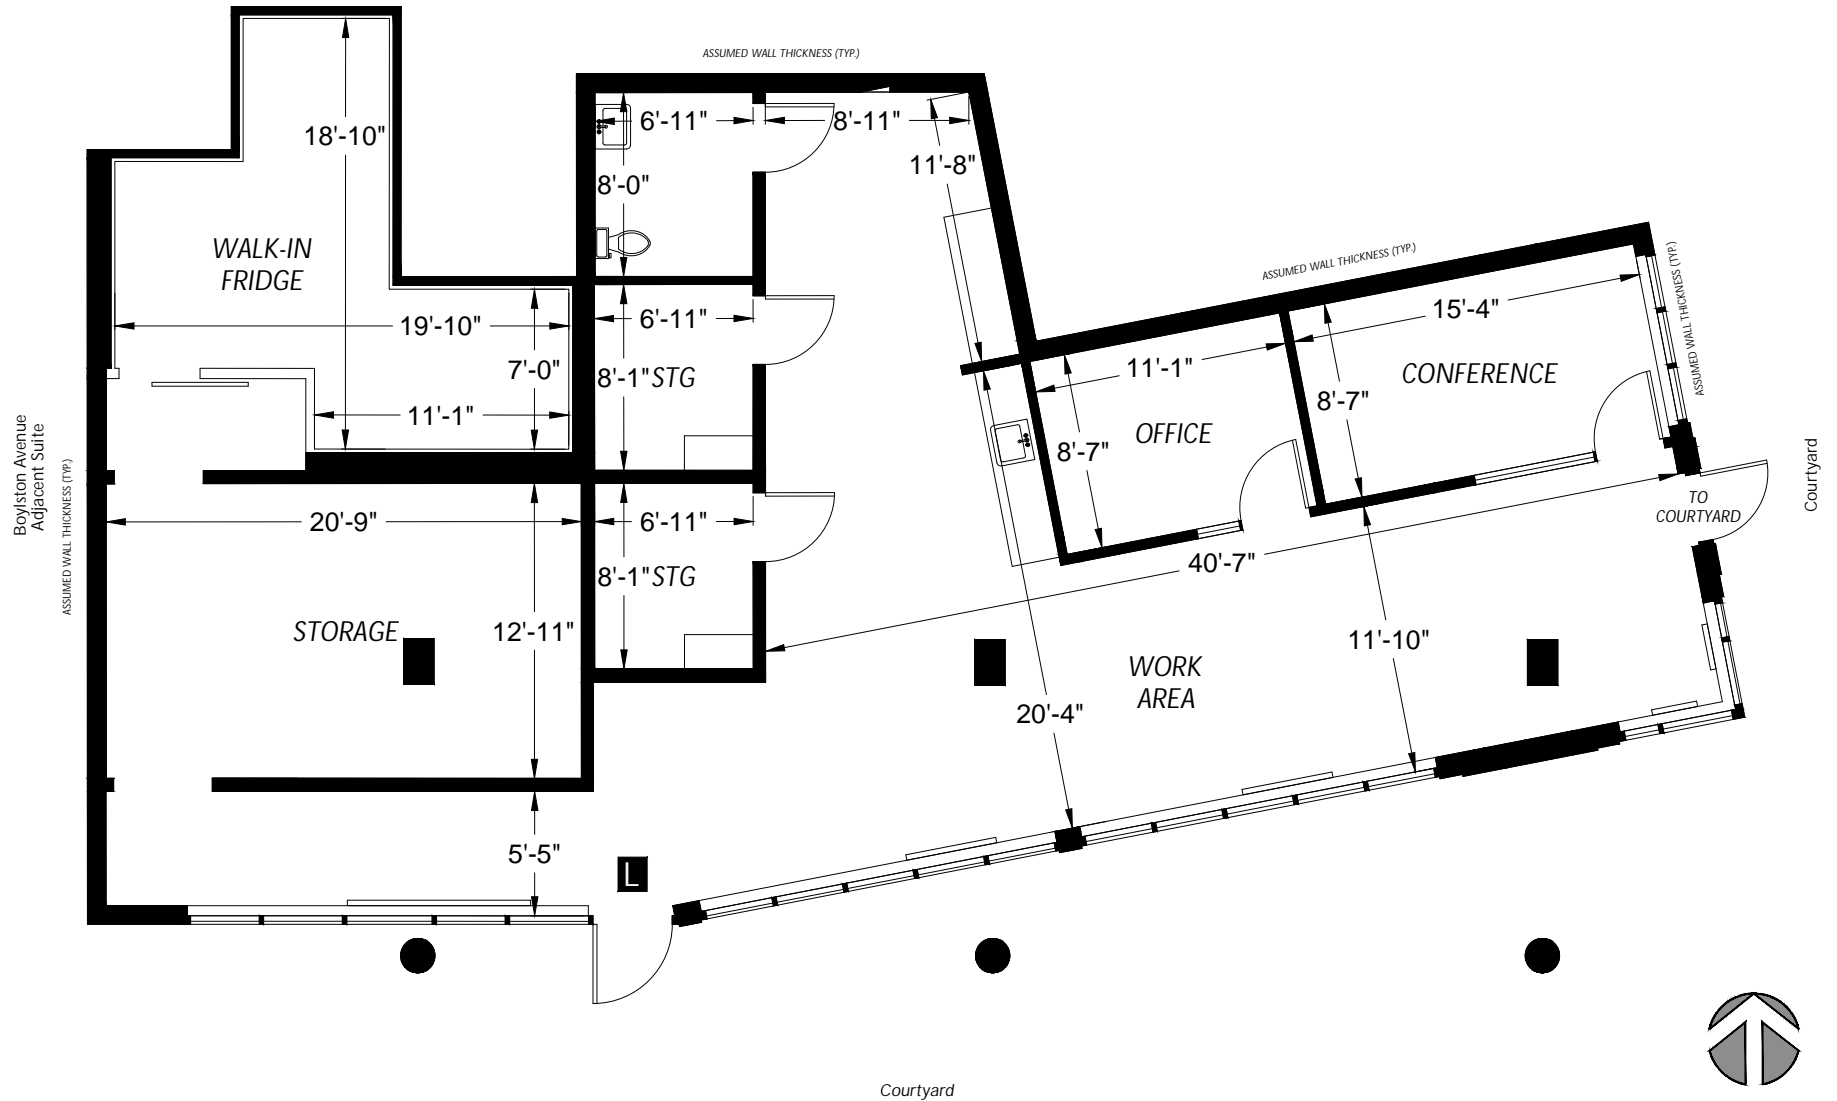 ASSUMED WALL THICKNESS (TYP.)
6'-11"
8'-11"
18'-10"
11'-8"
8'-0"
WALK-IN
FRIDGE
ASSUMED WALL THICKNESS (TYP.)
ASSUMED WALL THICKNESS (TYP.)
15'-4"
19'-10"
6'-11"
7'-0"
8'-1" STG
11'-1"
CONFERENCE
8'-7"
11'-1"
OFFICE
8'-7"
Boylston Avenue
Adjacent Suite
ASSUMED WALL THICKNESS (TYP.)
Courtyard
TO
COURTYARD
20'-9"
6'-11"
40'-7"
8'-1" STG
STORAGE
12'-11"
11'-10"
WORK
AREA
20'-4"
5'-5"
L
Courtyard